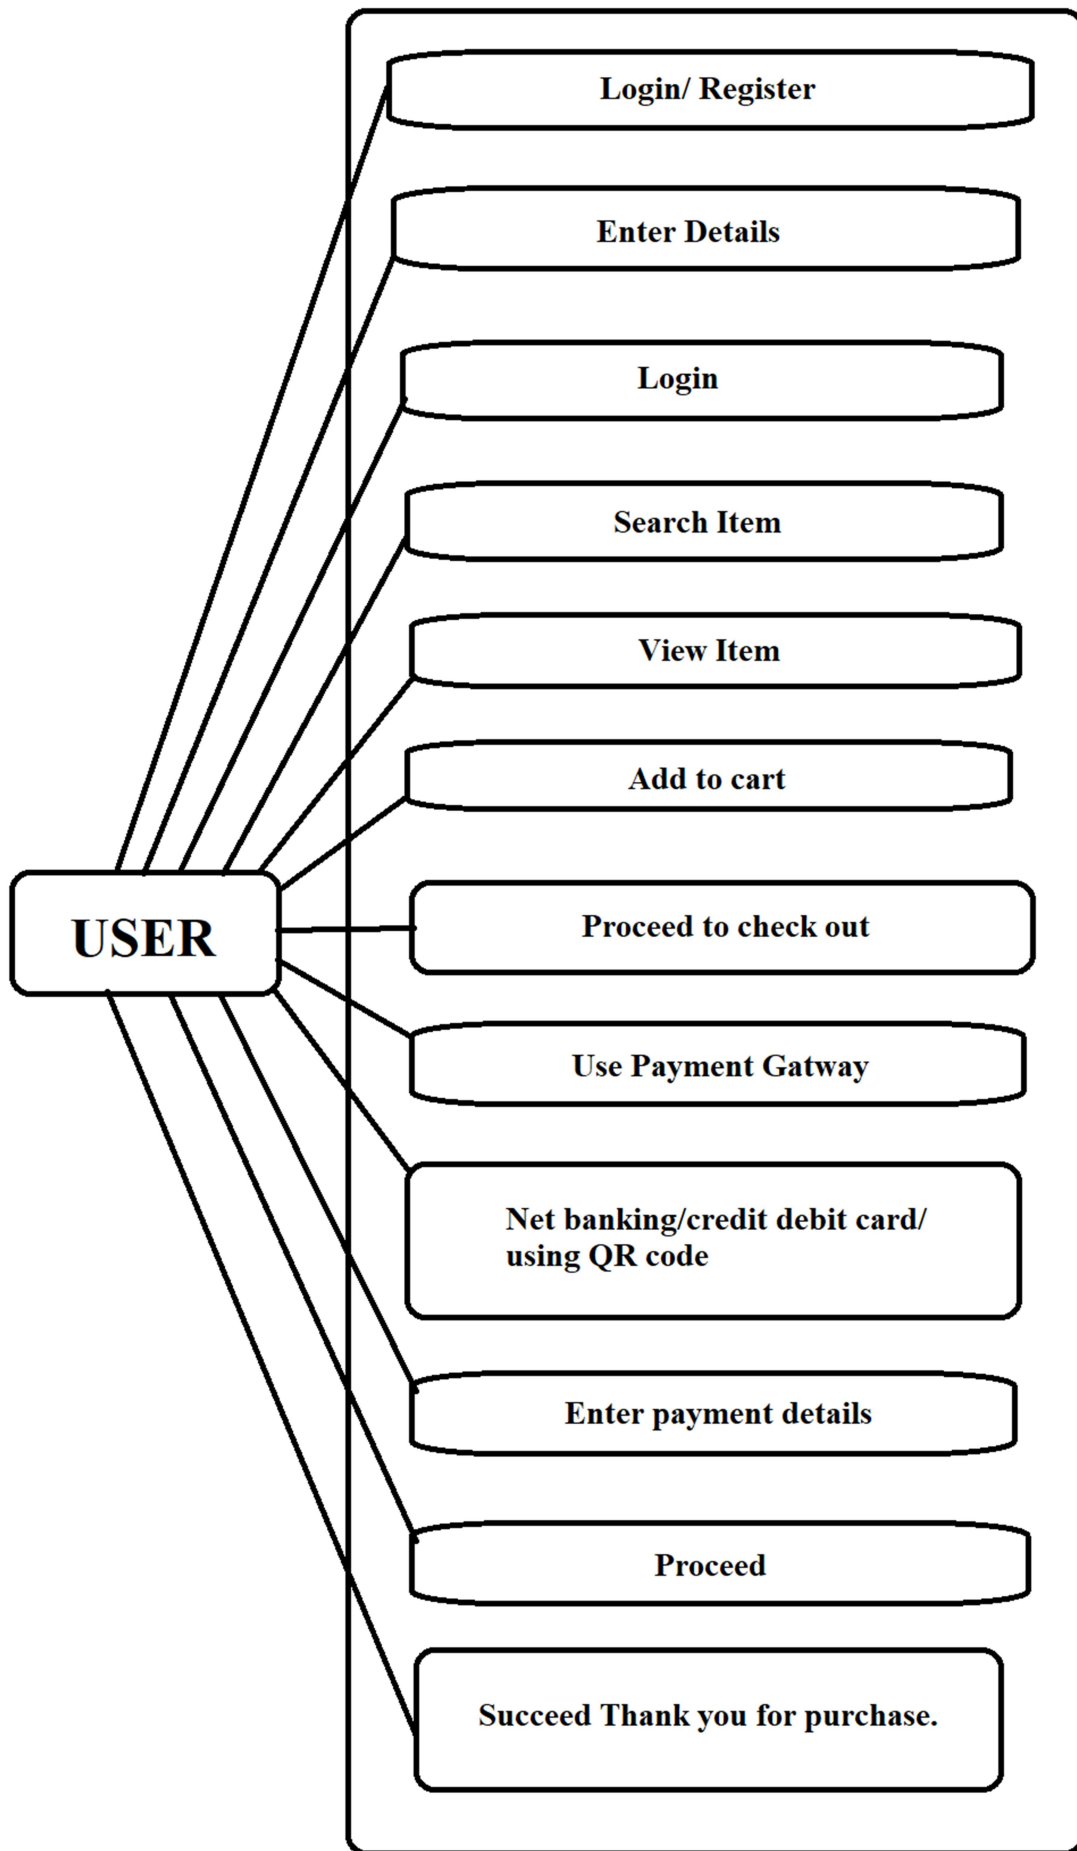 Login/ Register
Enter Details
Login
Search Item
View Item
Add to cart
USER
Proceed to check out
Use Payment Gatway
Net banking/credit debit card/
using QR code
Enter payment details
Proceed
Succeed Thank you for purchase.